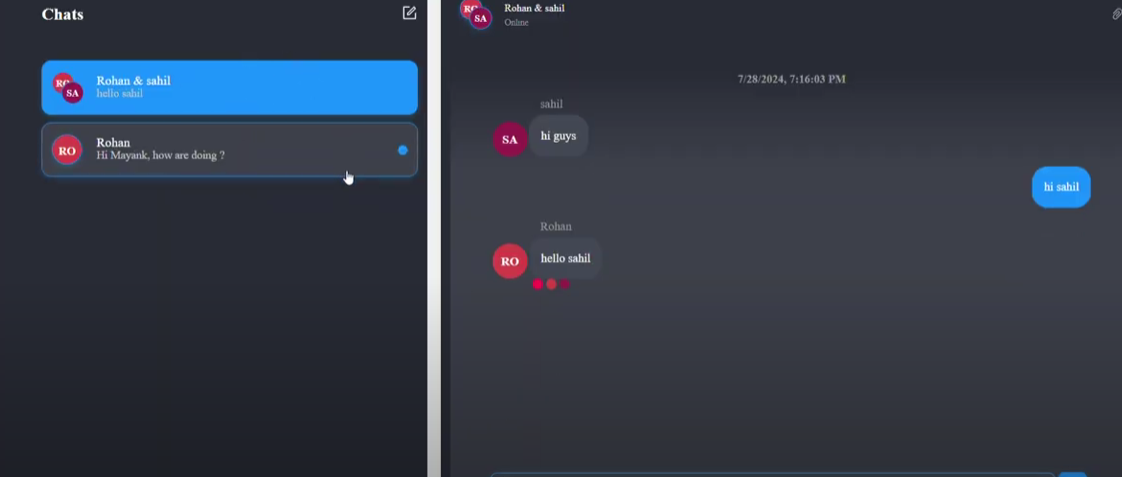 Chats
RO
SA
Rohan & sahil
hello sahil
RO
Rohan
Hi Mayank, how are doing ?
RO
SA
Rohan & sahil
Online
7/28/2024, 7:16:03 PM
sahil
SA
hi guys
hi sahil
Rohan
RO
hello sahil